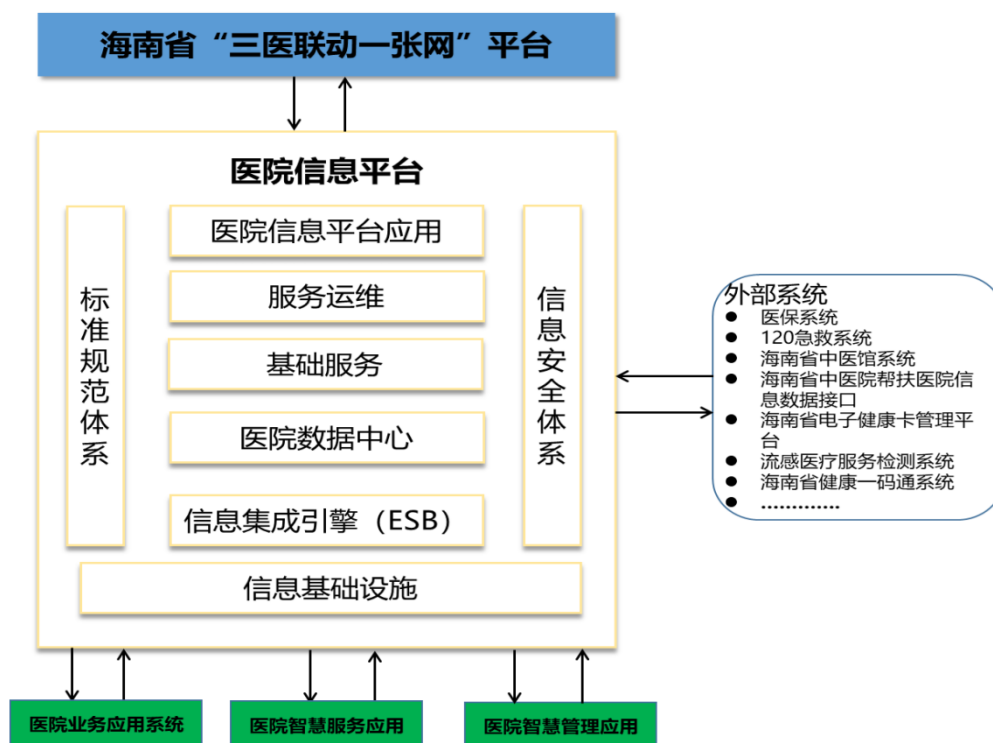 海南省“三医联动一张网”平台
医院信息平台
标准规范体系
医院信息平台应用
服务运维
基础服务
医院数据中心
信息集成引擎（ESB）
信息安全体系
信息基础设施
外部系统
● 医保系统
● 120急救系统
● 海南省中医馆系统
● 海南省中医院帮扶医院信
息数据接口
● 海南省电子健康卡管理平
台
● 流感医疗服务检测系统
● 海南省健康一码通系统
● .............
医院业务应用系统
医院智慧服务应用
医院智慧管理应用